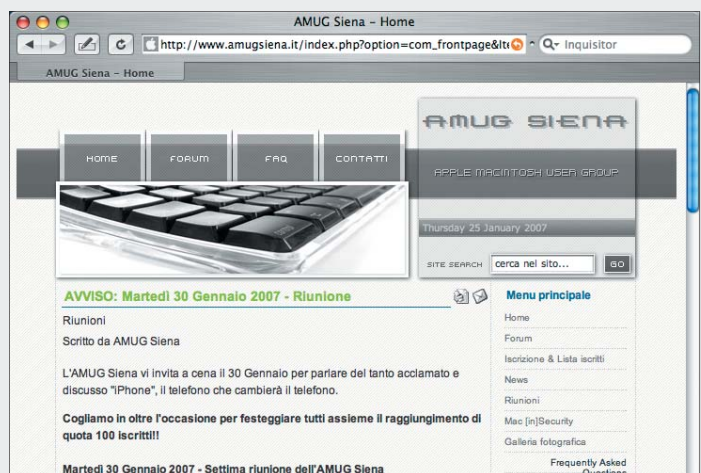 AMUG Siena - Home
http://www.amugsiena.it/index.php?option=com_frontpage&Ite
Inquisitor
AMUG Siena - Home
AMUG SIENA
HOME
FORUM
FAQ
CONTATTI
APPLE MACINTOSH USER GROUP
Thursday 25 January 2007
SITE SEARCH
cerca nel sito...
GO
AVVISO: Martedì 30 Gennaio 2007 - Riunione
Riunioni
Scritto da AMUG Siena
L'AMUG Siena vi invita a cena il 30 Gennaio per parlare del tanto acclamato e
discusso "iPhone", il telefono che cambierà il telefono.
Cogliamo in oltre l'occasione per festeggiare tutti assieme il raggiungimento di
quota 100 iscritti!!
Martedì 30 Gennaio 2007 - Settima riunione dell'AMUG Siena
Menu principale
Home
Forum
Iscrizione & Lista iscritti
News
Riunioni
Mac [in]Security
Galleria fotografica
Frequently Asked
Questions